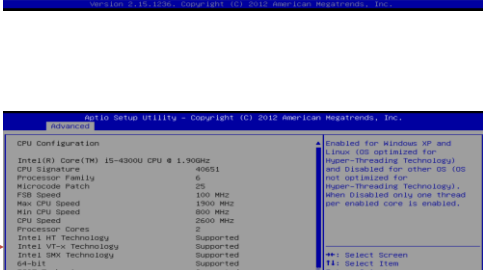 Version 2.15.1236. Copyright (C) 2012 American Megatrends, Inc.
Aptio Setup Utility - Copyright (C) 2012 American Megatrends, Inc.
Advanced
CPU Configuration
Intel(R) Core(TM) i5-4300U CPU @ 1.90GHz
CPU Signature 40651
Processor Family 6
Microcode Patch 25
FSB Speed 100 MHz
Max CPU Speed 1900 MHz
Min CPU Speed 800 MHz
CPU Speed 2600 MHz
Processor Cores 2
Intel HT Technology Supported
Intel VT-x Technology Supported
Intel SMX Technology Supported
64-bit Supported
Enabled for Windows XP and
Linux (OS optimized for
Hyper-Threading Technology)
and Disabled for other OS (OS
not optimized for
Hyper-Threading Technology).
When Disabled only one thread
per enabled core is enabled.
→←: Select Screen
↑↓: Select Item